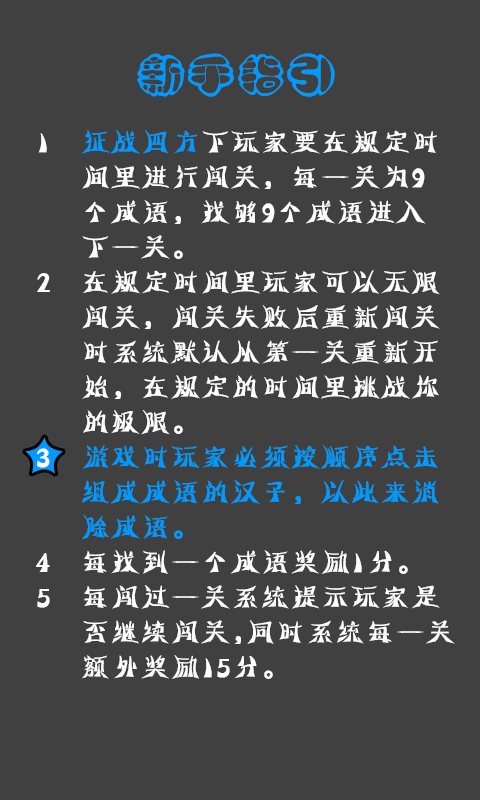 新手指引
1 征战四方下玩家要在规定时
间里进行闯关，每一关为9
个成语，找够9个成语进入
下一关。
2 在规定时间里玩家可以无限
闯关，闯关失败后重新闯关
时系统默认从第一关重新开
始，在规定的时间里挑战你
的极限。
3 游戏时玩家必须按顺序点击
组成成语的汉子，以此来消
除成语。
4 每找到一个成语奖励1分。
5 每闯过一关系统提示玩家是
否继续闯关,同时系统每一关
额外奖励15分。